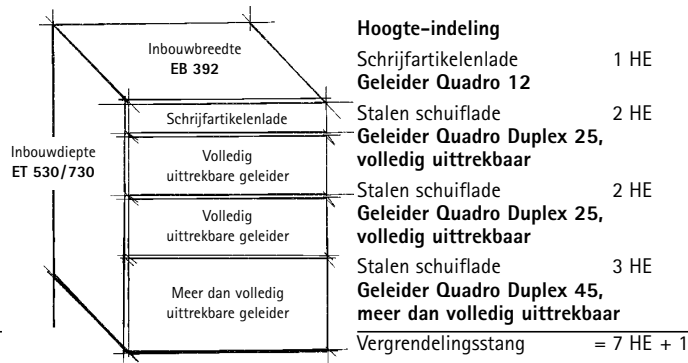 Inbouwbreedte
EB 392
Inbouwdiepte
ET 530/730
Schrijfartikelenlade
Volledig
uittrekbare geleider
Volledig
uittrekbare geleider
Meer dan volledig
uittrekbare geleider
Hoogte-indeling
Schrijfartikelenlade 1 HE
Geleider Quadro 12
Stalen schuiflade 2 HE
Geleider Quadro Duplex 25,
volledig uittrekbaar
Stalen schuiflade 2 HE
Geleider Quadro Duplex 25,
volledig uittrekbaar
Stalen schuiflade 3 HE
Geleider Quadro Duplex 45,
meer dan volledig uittrekbaar
Vergrendelingsstang = 7 HE + 1